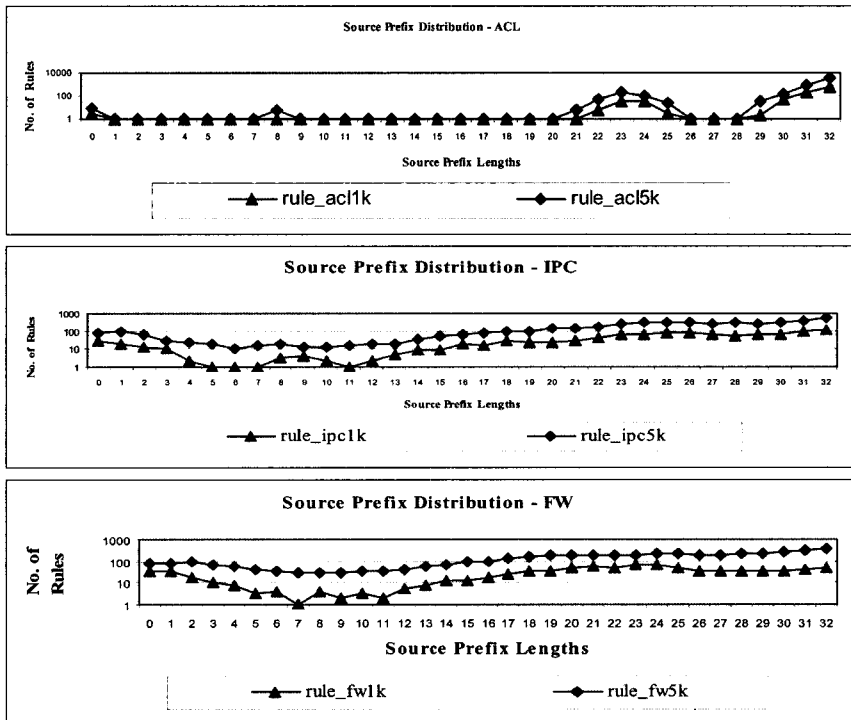 Source Prefix Distribution - ACL
No. of Rules
10000
100
1
0 1 2 3 4 5 6 7 8 9 10 11 12 13 14 15 16 17 18 19 20 21 22 23 24 25 26 27 28 29 30 31 32
Source Prefix Lengths
rule_acl1k rule_acl5k
Source Prefix Distribution - IPC
No. of Rules
1000
100
10
1
0 1 2 3 4 5 6 7 8 9 10 11 12 13 14 15 16 17 18 19 20 21 22 23 24 25 26 27 28 29 30 31 32
Source Prefix Lengths
rule_ipc1k rule_ipc5k
Source Prefix Distribution - FW
No. of
Rules
1000
100
10
1
0 1 2 3 4 5 6 7 8 9 10 11 12 13 14 15 16 17 18 19 20 21 22 23 24 25 26 27 28 29 30 31 32
Source Prefix Lengths
rule_fw1k rule_fw5k